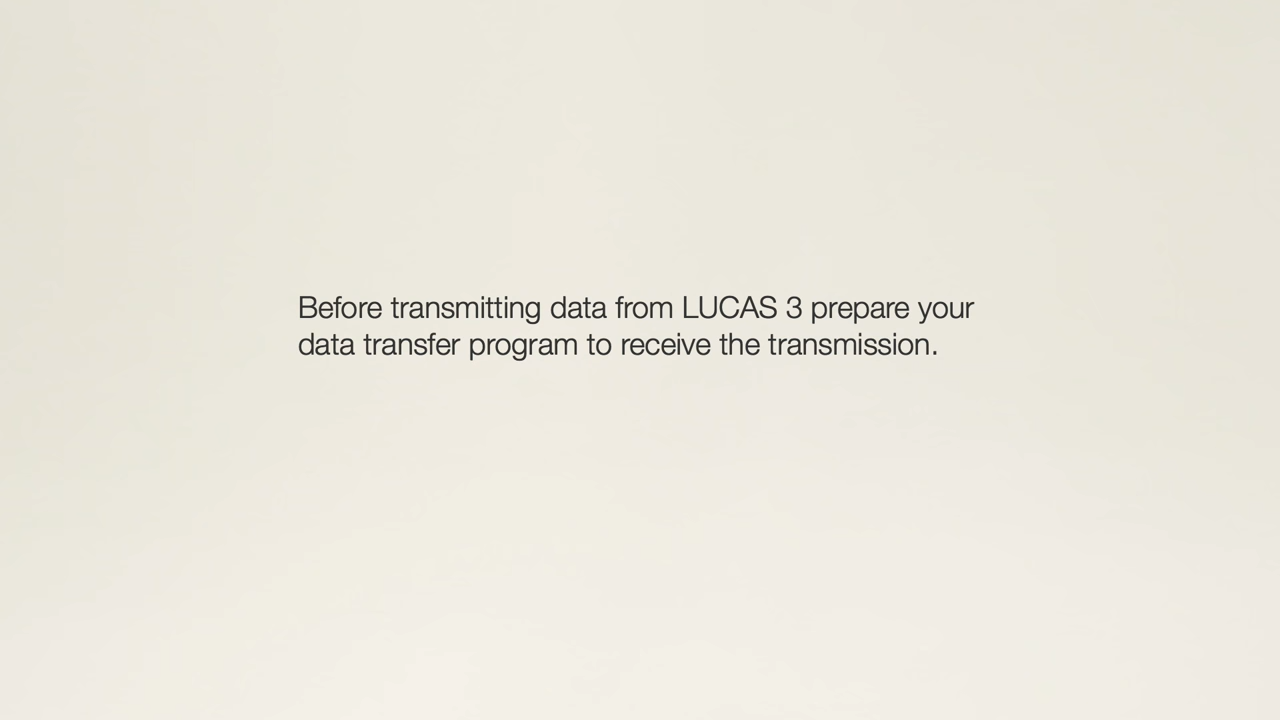 Before transmitting data from LUCAS 3 prepare your
data transfer program to receive the transmission.